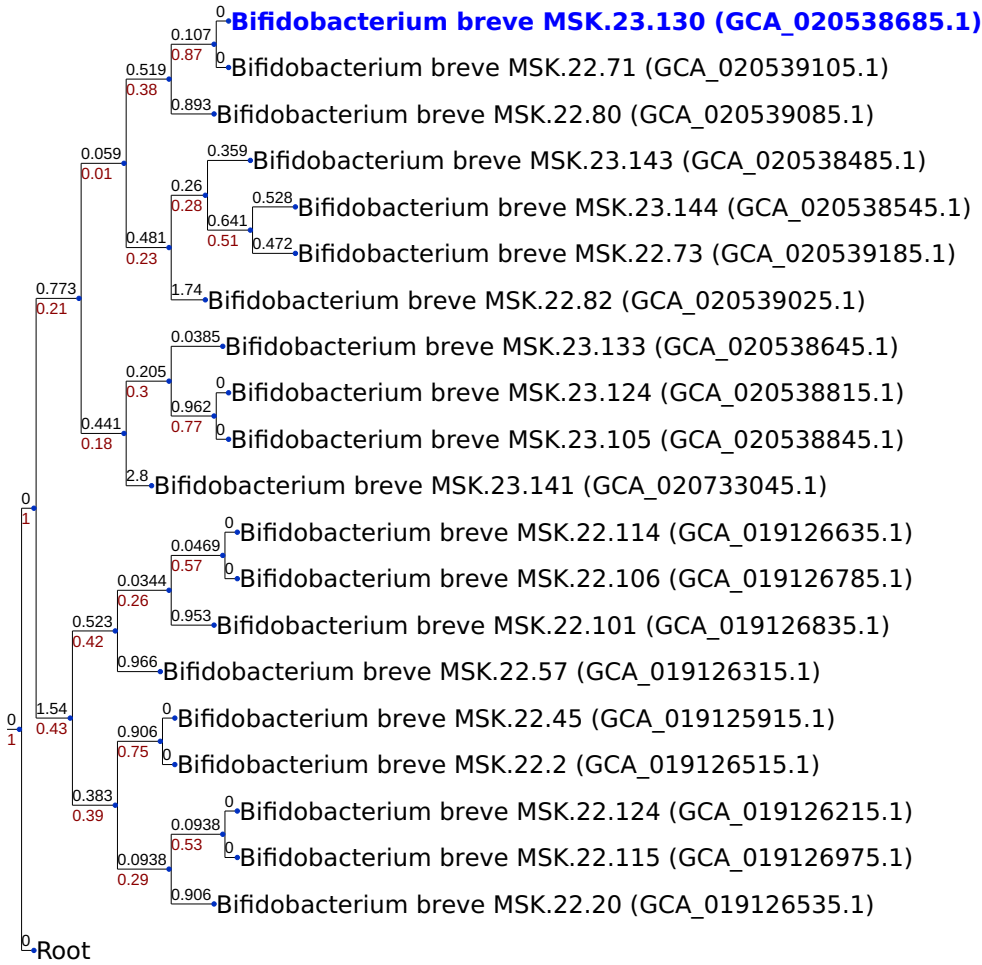 0
Bifidobacterium breve MSK.23.130 (GCA_020538685.1)
0.107
0.87
0
Bifidobacterium breve MSK.22.71 (GCA_020539105.1)
0.519
0.38
0.893
Bifidobacterium breve MSK.22.80 (GCA_020539085.1)
0.059
0.01
0.359
Bifidobacterium breve MSK.23.143 (GCA_020538485.1)
0.26
0.28
0.528
Bifidobacterium breve MSK.23.144 (GCA_020538545.1)
0.641
0.51
0.481
0.23
0.472
Bifidobacterium breve MSK.22.73 (GCA_020539185.1)
1.74
Bifidobacterium breve MSK.22.82 (GCA_020539025.1)
0.773
0.21
0.0385
Bifidobacterium breve MSK.23.133 (GCA_020538645.1)
0.205
0.3
0
Bifidobacterium breve MSK.23.124 (GCA_020538815.1)
0.962
0.77
0
Bifidobacterium breve MSK.23.105 (GCA_020538845.1)
0.441
0.18
2.8
Bifidobacterium breve MSK.23.141 (GCA_020733045.1)
0
1
0
Bifidobacterium breve MSK.22.114 (GCA_019126635.1)
0.0469
0.57
0
Bifidobacterium breve MSK.22.106 (GCA_019126785.1)
0.0344
0.26
0.953
Bifidobacterium breve MSK.22.101 (GCA_019126835.1)
0.523
0.42
0.966
Bifidobacterium breve MSK.22.57 (GCA_019126315.1)
0
1
1.54
0.43
0
Bifidobacterium breve MSK.22.45 (GCA_019125915.1)
0.906
0.75
0
Bifidobacterium breve MSK.22.2 (GCA_019126515.1)
0.383
0.39
0
Bifidobacterium breve MSK.22.124 (GCA_019126215.1)
0.0938
0.53
0
Bifidobacterium breve MSK.22.115 (GCA_019126975.1)
0.0938
0.29
0.906
Bifidobacterium breve MSK.22.20 (GCA_019126535.1)
0
Root